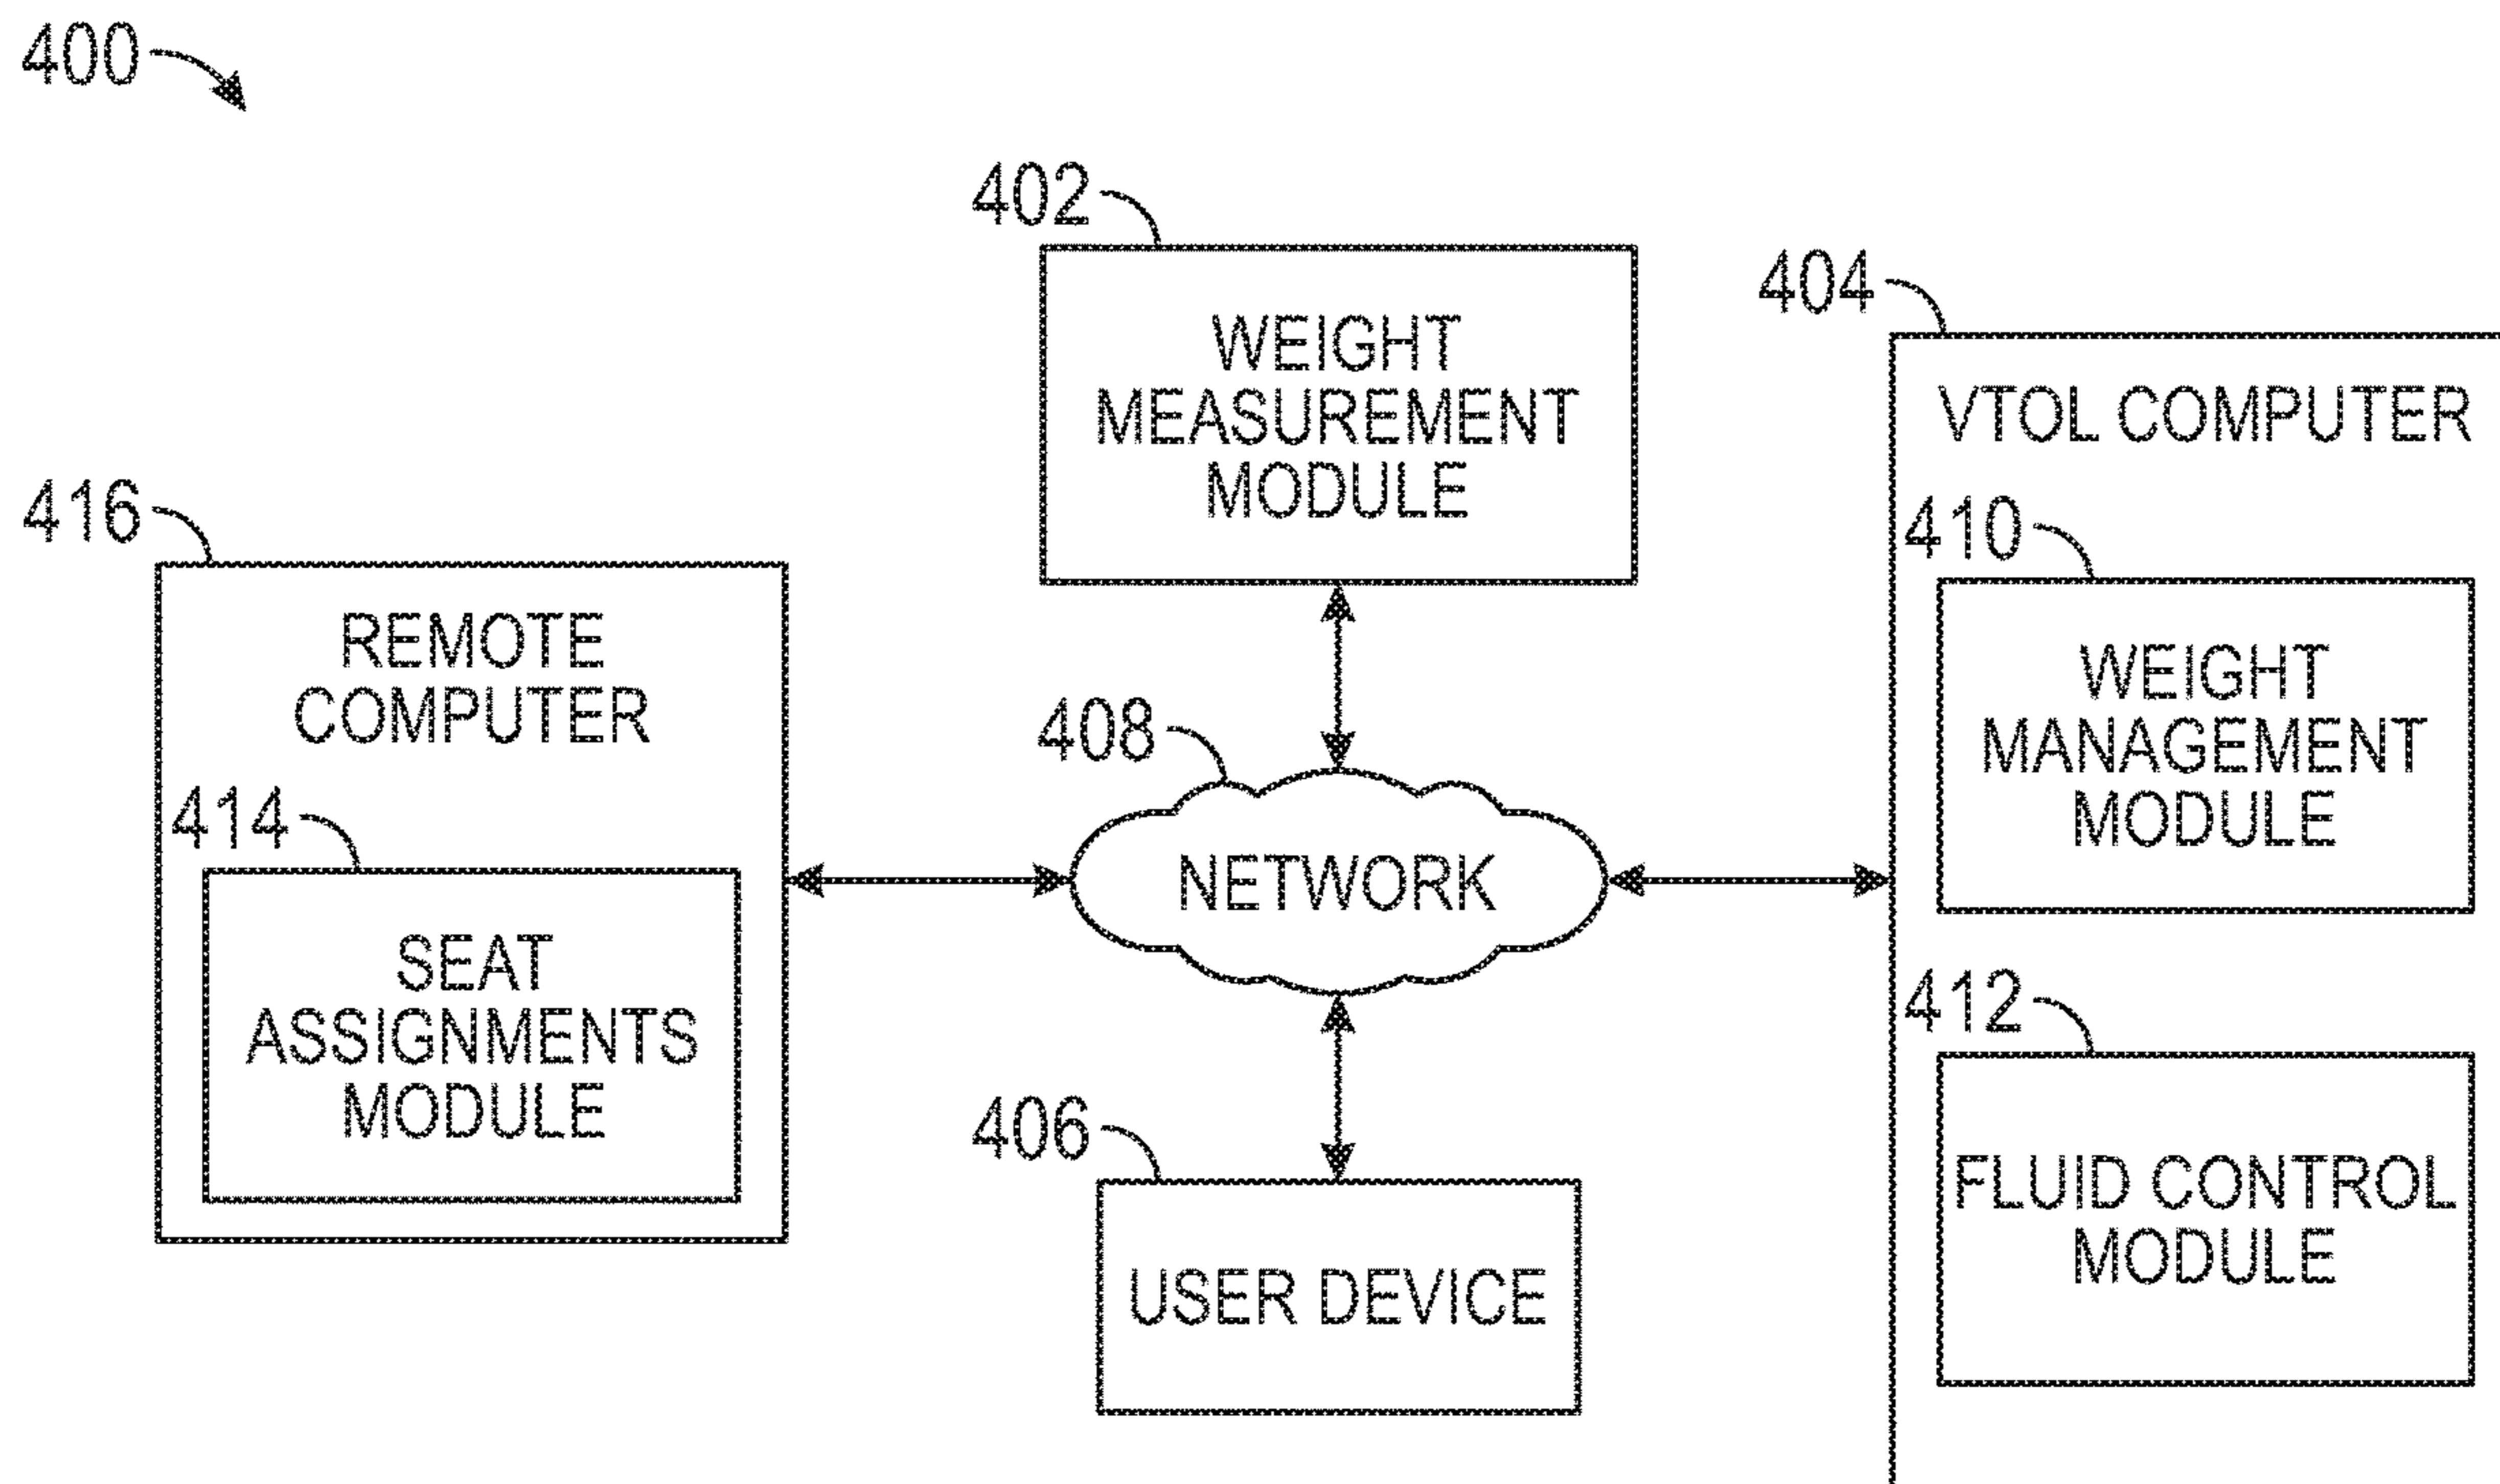 400
402
WEIGHT
MEASUREMENT
MODULE
404
VTOL COMPUTER
410
WEIGHT
MANAGEMENT
MODULE
412
FLUID CONTROL
MODULE
416
REMOTE
COMPUTER
414
SEAT
ASSIGNMENTS
MODULE
408
NETWORK
406
USER DEVICE